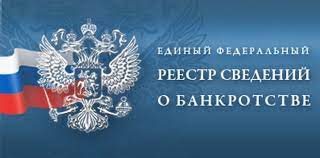 ЕДИНЫЙ ФЕДЕРАЛЬНЫЙ
РЕЕСТР СВЕДЕНИЙ
О БАНКРОТСТВЕ